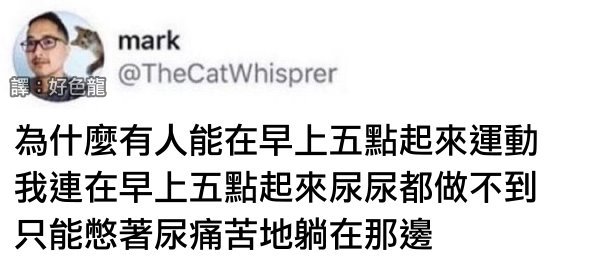 mark
@TheCatWhisprer
譯：好色龍
為什麼有人能在早上五點起來運動
我連在早上五點起來尿尿都做不到
只能憋著尿痛苦地躺在那邊